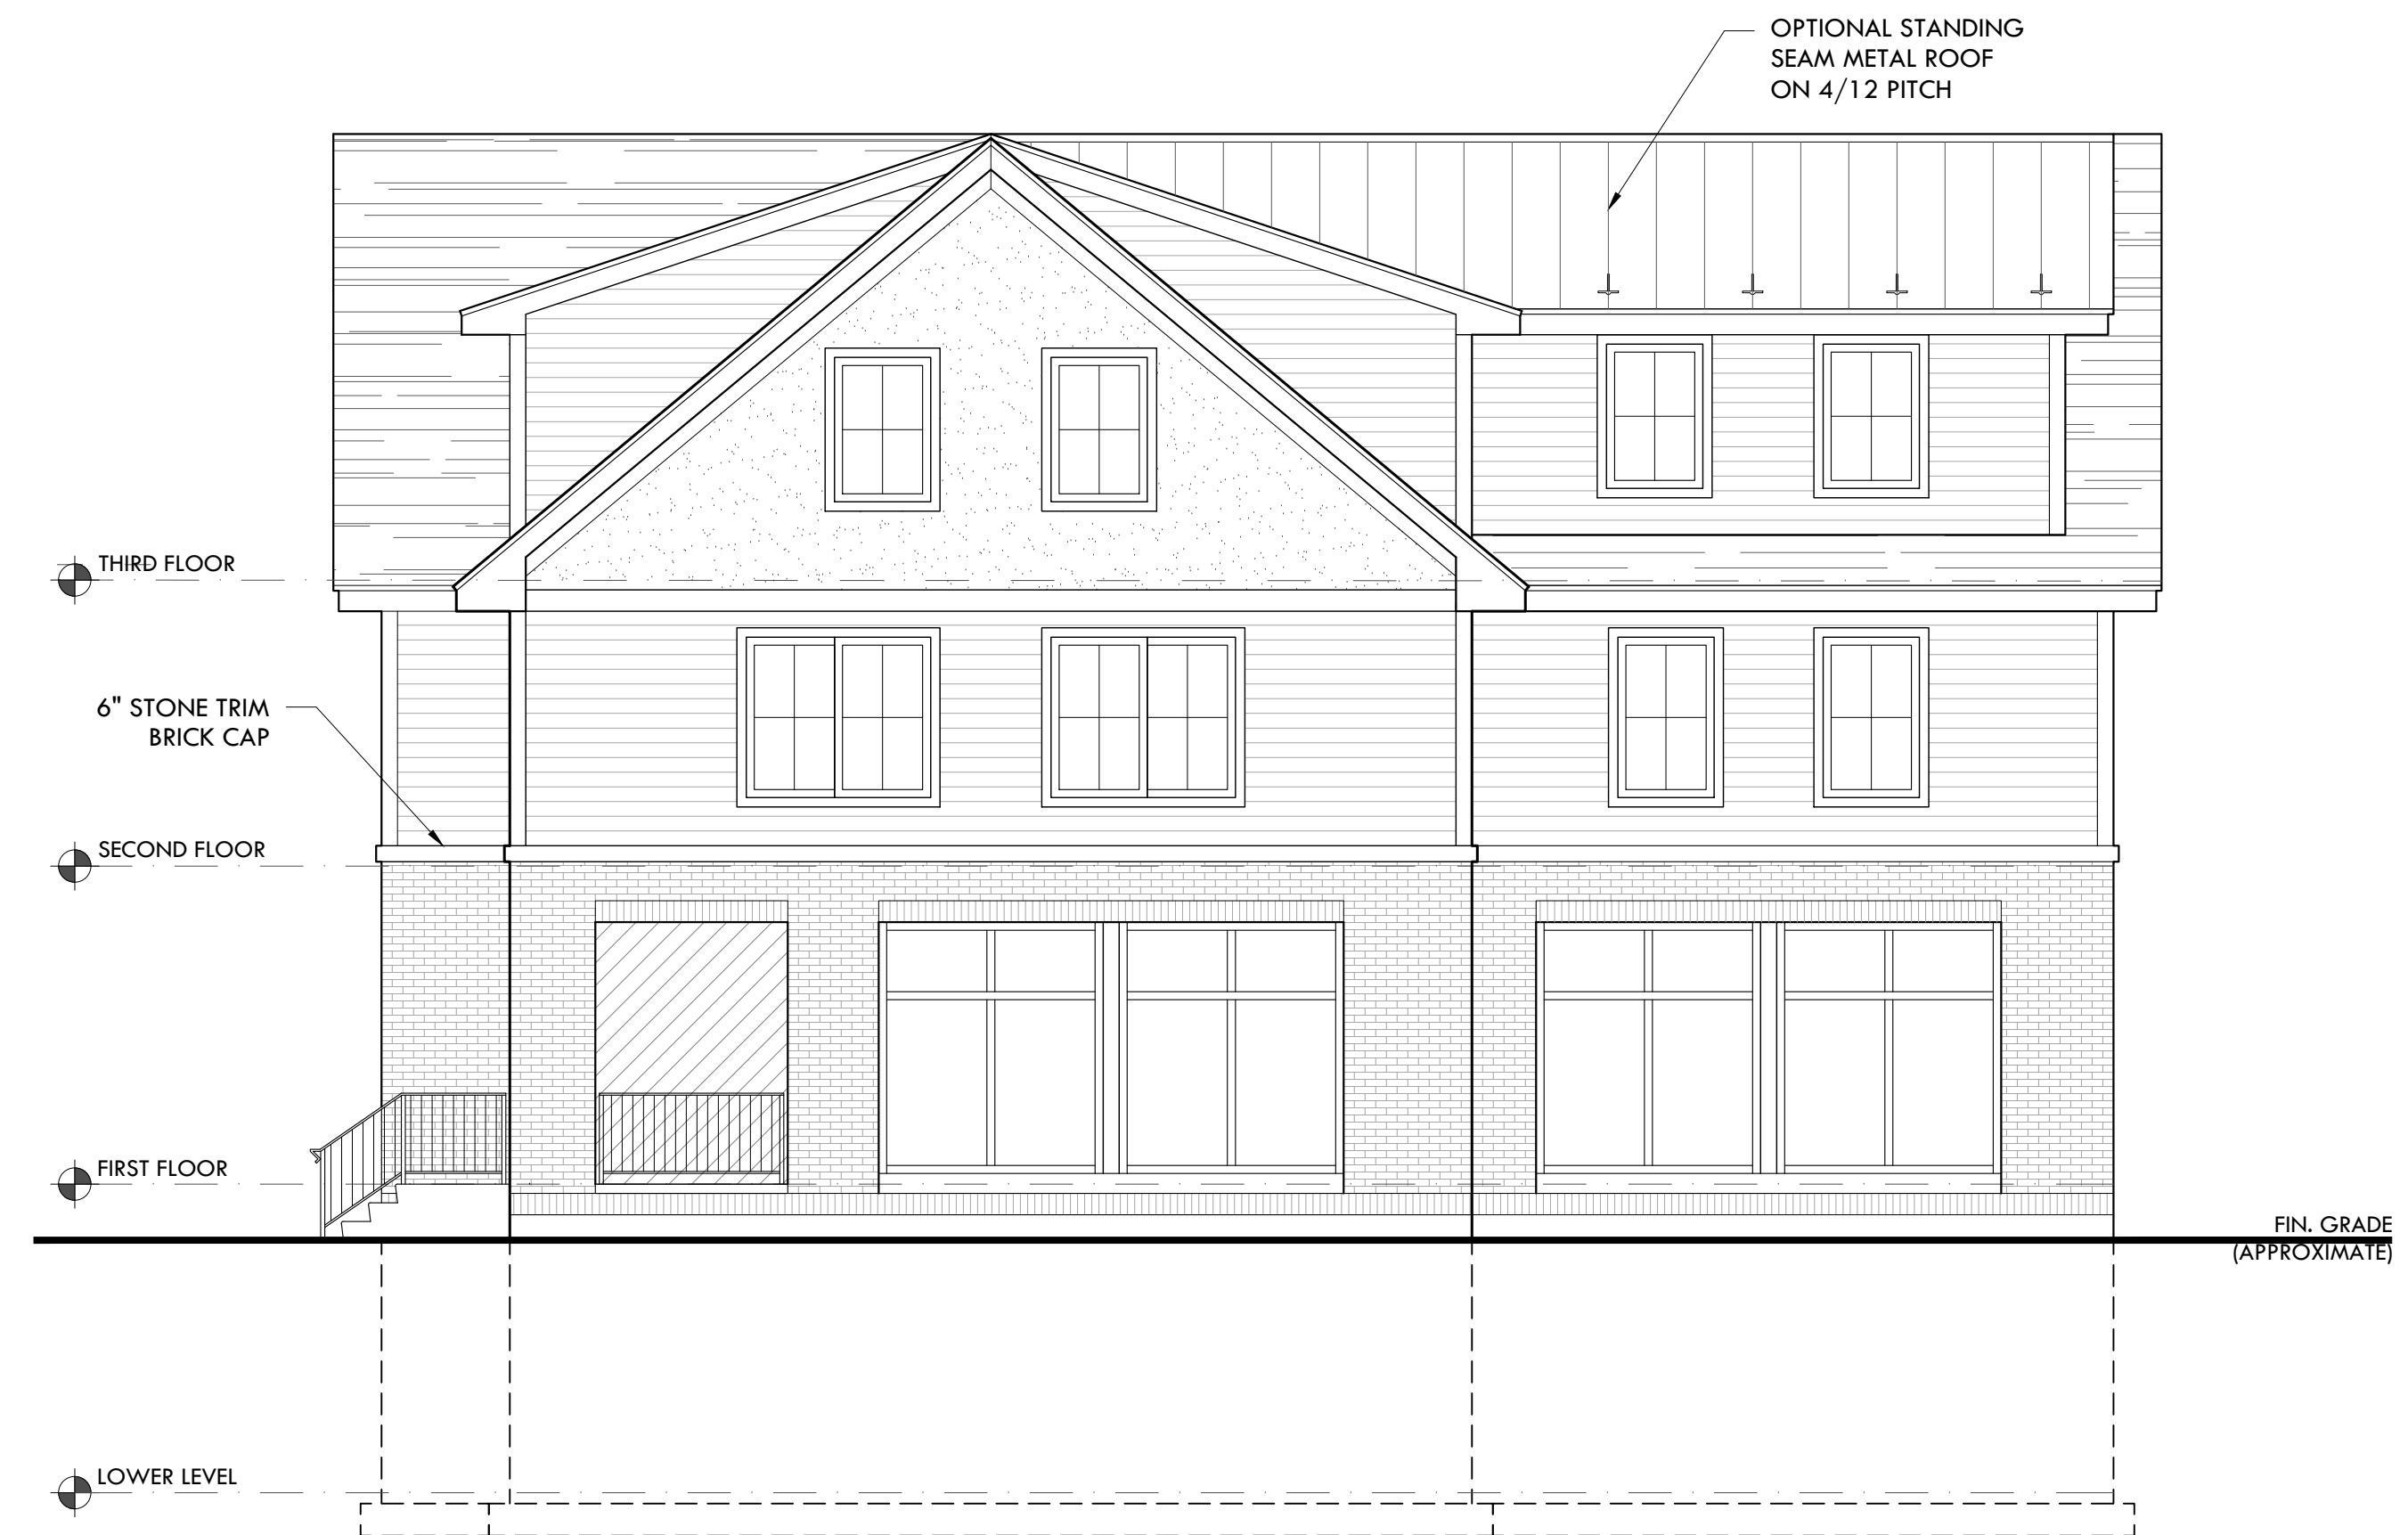 OPTIONAL STANDING
SEAM METAL ROOF
ON 4/12 PITCH
THIRD FLOOR
6" STONE TRIM
BRICK CAP
SECOND FLOOR
FIRST FLOOR
FIN. GRADE
(APPROXIMATE)
LOWER LEVEL